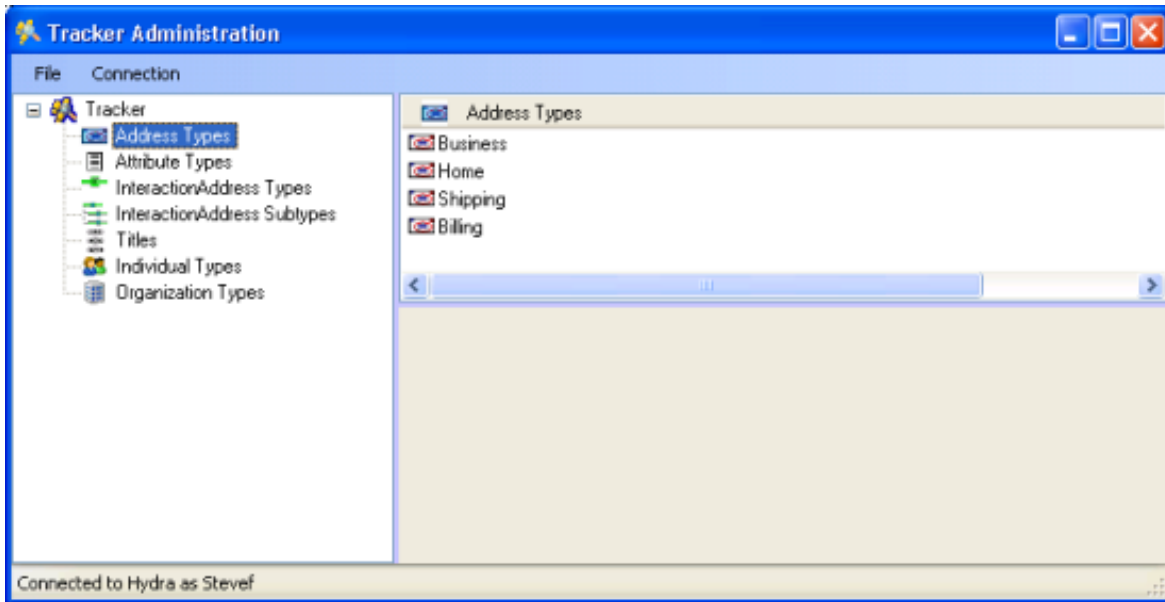 Tracker Administration
File Connection
Tracker
Address Types
Attribute Types
InteractionAddress Types
InteractionAddress Subtypes
Titles
Individual Types
Organization Types
Address Types
Business
Home
Shipping
Billing
Connected to Hydra as Stevef